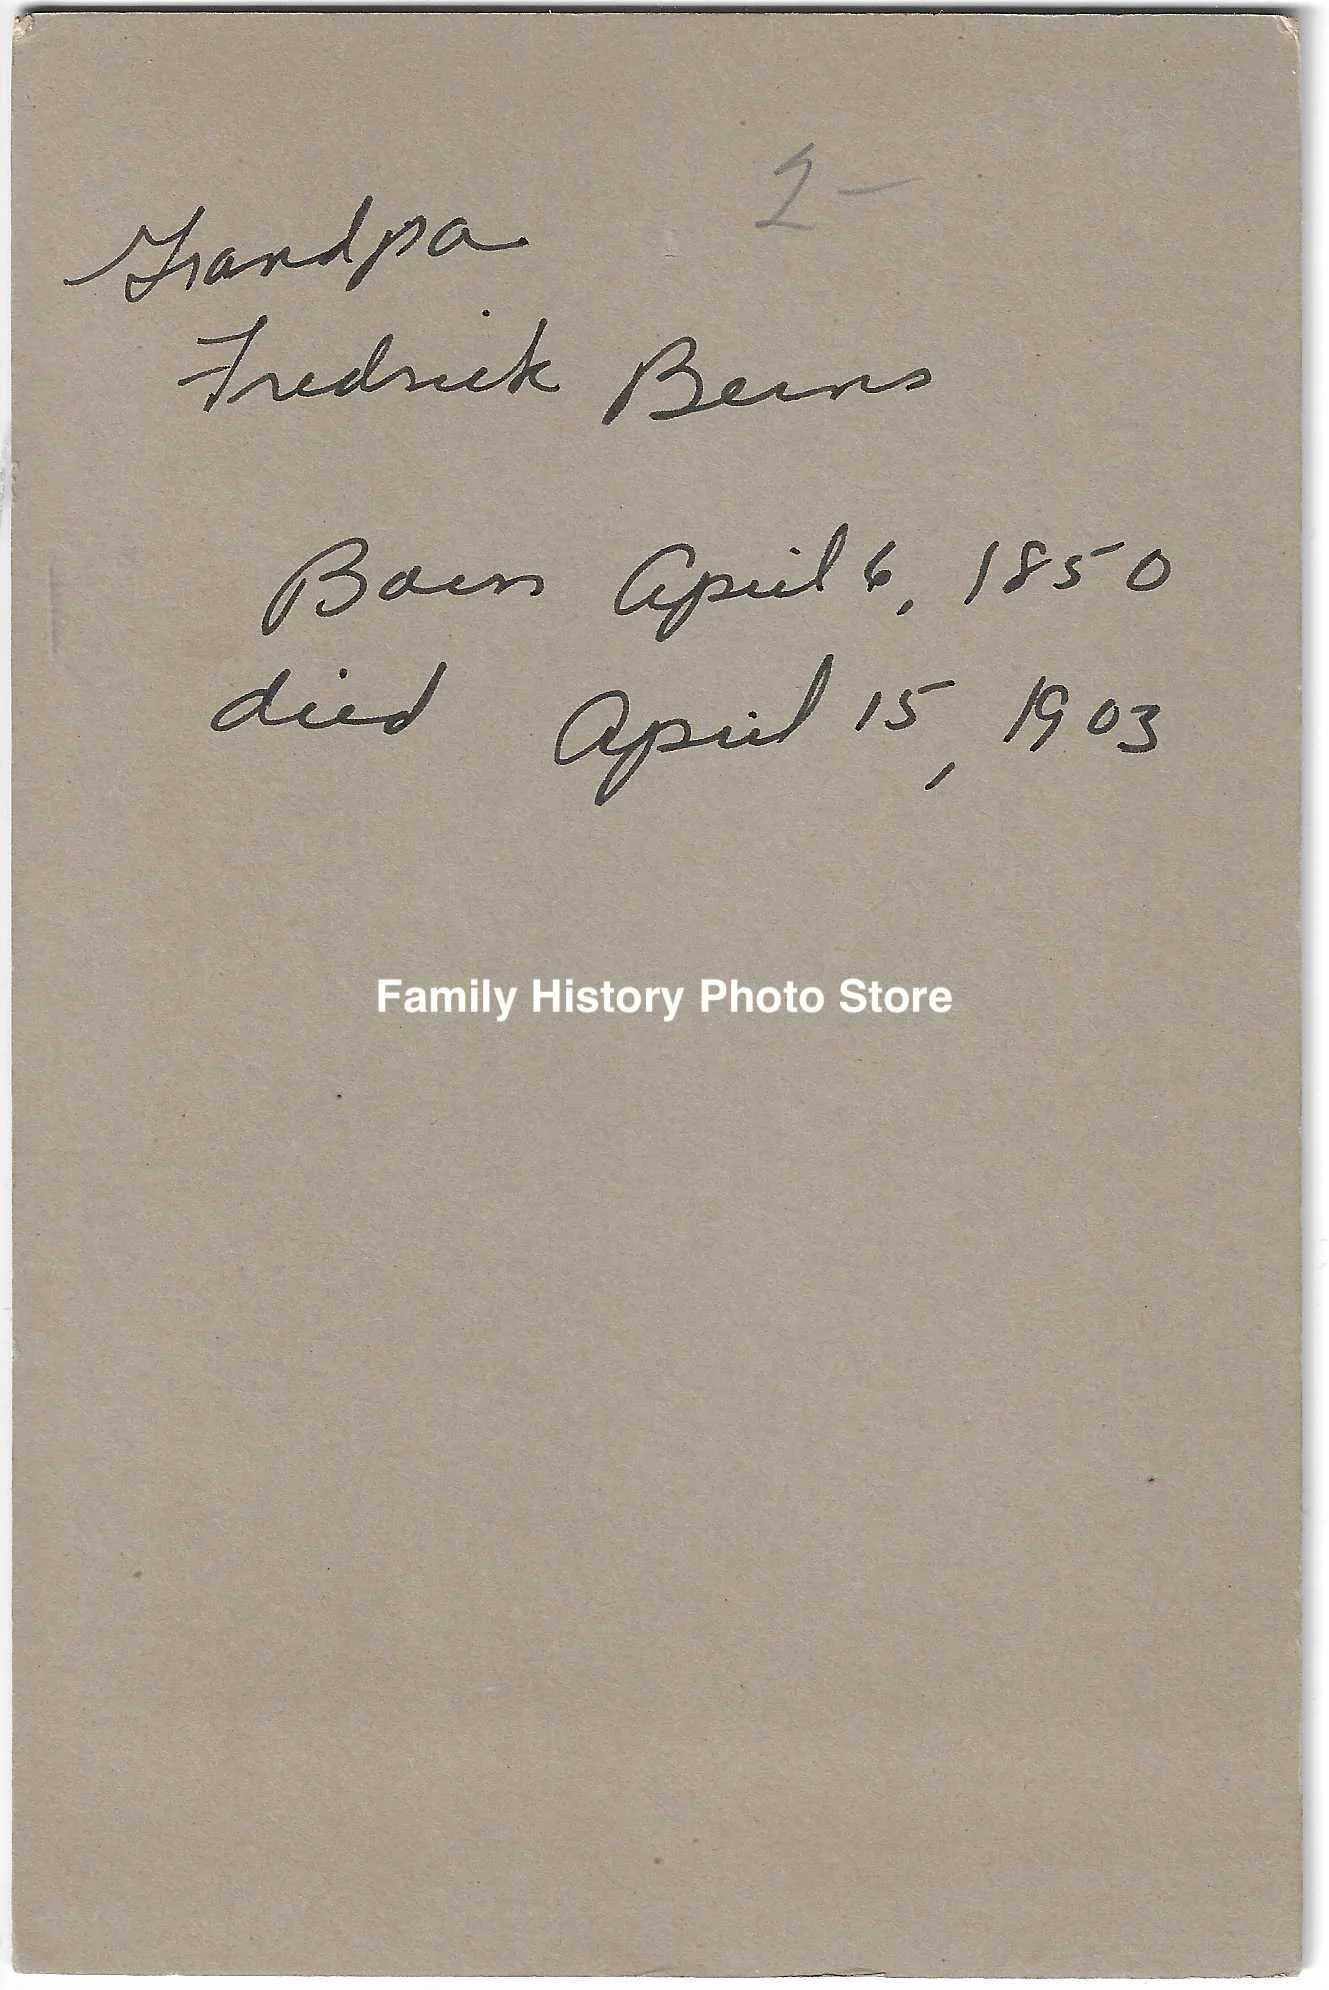 2-
Grandpa
Fredrick Berns
Born April 6, 1850
died April 15, 1903
Family History Photo Store